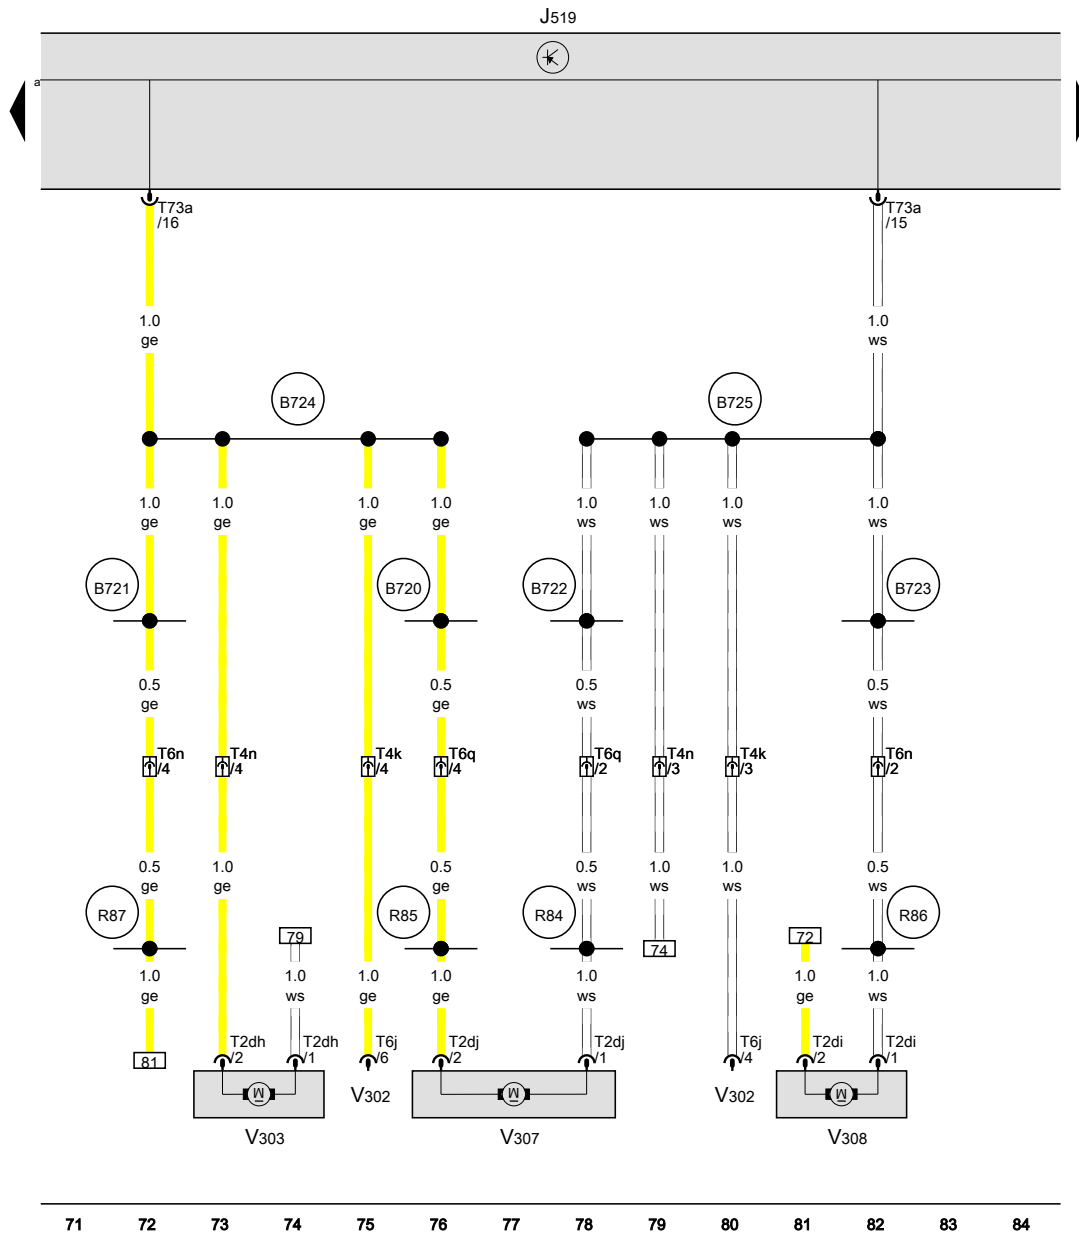 J519
a
T73a
/16
T73a
/15
1.0
ge
1.0
ws
B724
B725
1.0
ge
1.0
ge
1.0
ge
1.0
ge
1.0
ws
1.0
ws
1.0
ws
1.0
ws
B721
B720
B722
B723
0.5
ge
0.5
ge
0.5
ws
0.5
ws
T6n
/4
T4n
/4
T4k
/4
T6q
/4
T6q
/2
T4n
/3
T4k
/3
T6n
/2
0.5
ge
1.0
ge
0.5
ge
0.5
ws
1.0
ws
1.0
ws
0.5
ws
R87
R85
R84
R86
79
74
72
1.0
ge
1.0
ws
1.0
ge
1.0
ge
1.0
ws
1.0
ge
1.0
ws
81
T2dh
/2
T2dh
/1
T6j
/6
T2dj
/2
T2dj
/1
T6j
/4
T2di
/2
T2di
/1
M
M
M
V302
V302
V303
V307
V308
71 72 73 74 75 76 77 78 79 80 81 82 83 84